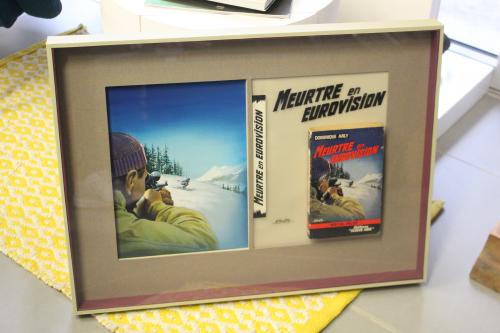 MEURTRE en
EUROVISION
MEURTRE en EUROVISION
DOMINIQUE ARLY
MEURTRE en
EUROVISION